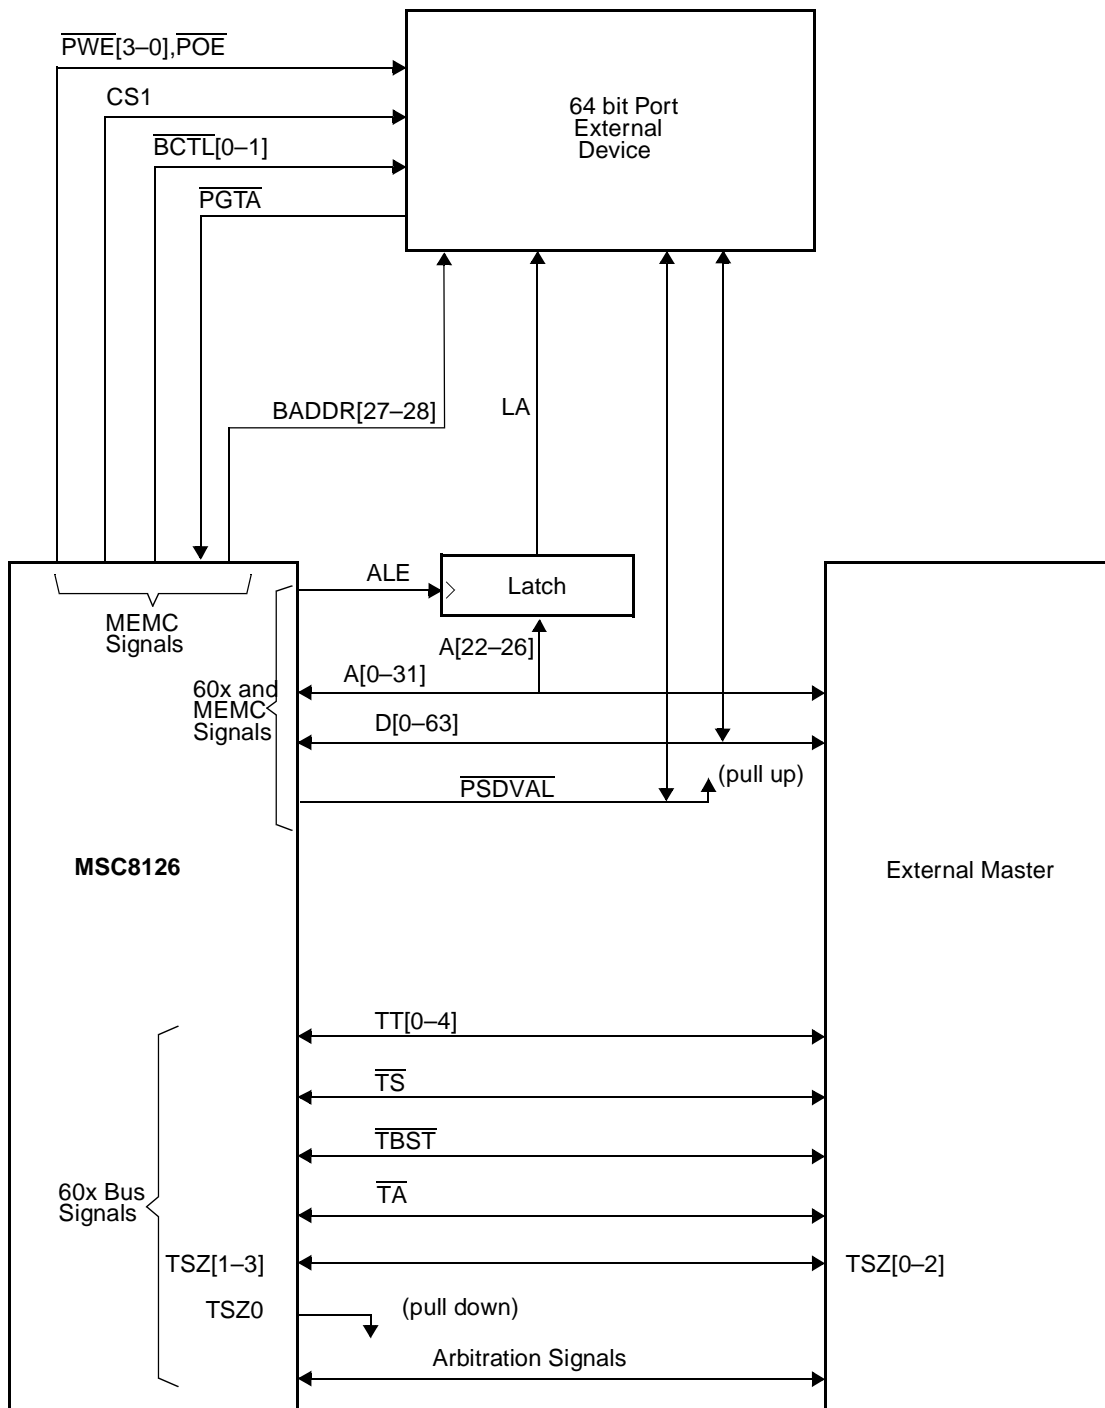 PWE[3–0],POE
CS1
BCTL[0–1]
PGTA
64 bit Port
External
Device
BADDR[27–28]
LA
ALE
Latch
MEMC
Signals
A[22–26]
A[0–31]
60x and
MEMC
Signals
D[0–63]
(pull up)
PSDVAL
MSC8126
External Master
TT[0–4]
TS
TBST
TA
60x Bus
Signals
TSZ[1–3]
TSZ[0–2]
TSZ0
(pull down)
Arbitration Signals